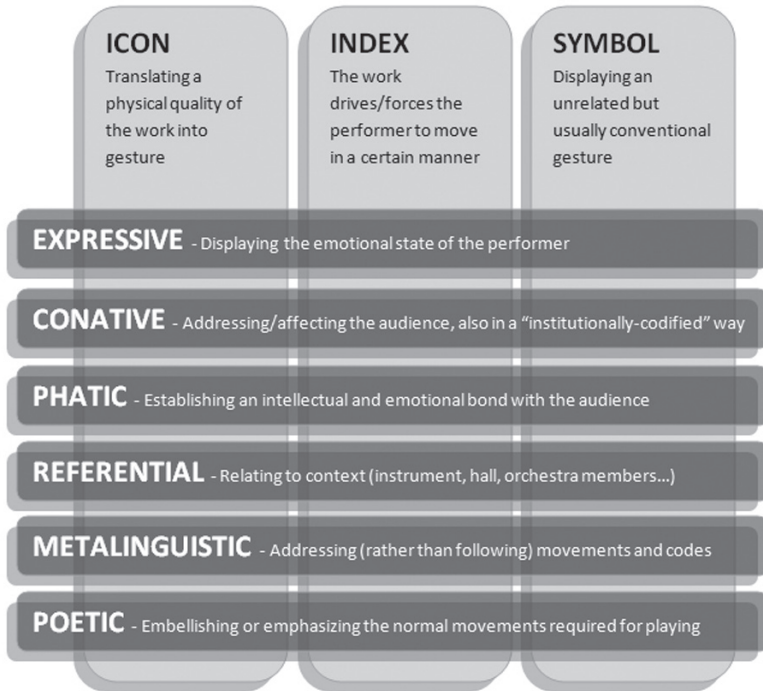 ICON
Translating a
physical quality of
the work into
gesture
INDEX
The work
drives/forces the
performer to move
in a certain manner
SYMBOL
Displaying an
unrelated but
usually conventional
gesture
EXPRESSIVE - Displaying the emotional state of the performer
CONATIVE - Addressing/affecting the audience, also in a “institutionally-codified” way
PHATIC - Establishing an intellectual and emotional bond with the audience
REFERENTIAL - Relating to context (instrument, hall, orchestra members...)
METALINGUISTIC - Addressing (rather than following) movements and codes
POETIC - Embellishing or emphasizing the normal movements required for playing